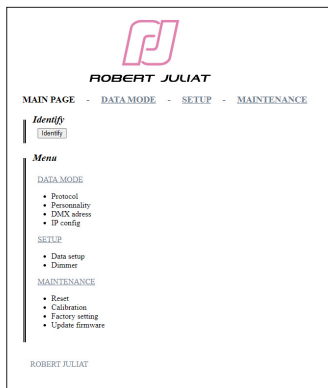 ROBERT JULIAT
MAIN PAGE - DATA MODE - SETUP - MAINTENANCE
Identify
Identify
Menu
DATA MODE
Protocol
Personnality
DMX adress
IP config
SETUP
Data setup
Dimmer
MAINTENANCE
Reset
Calibration
Factory setting
Update firmware
ROBERT JULIAT